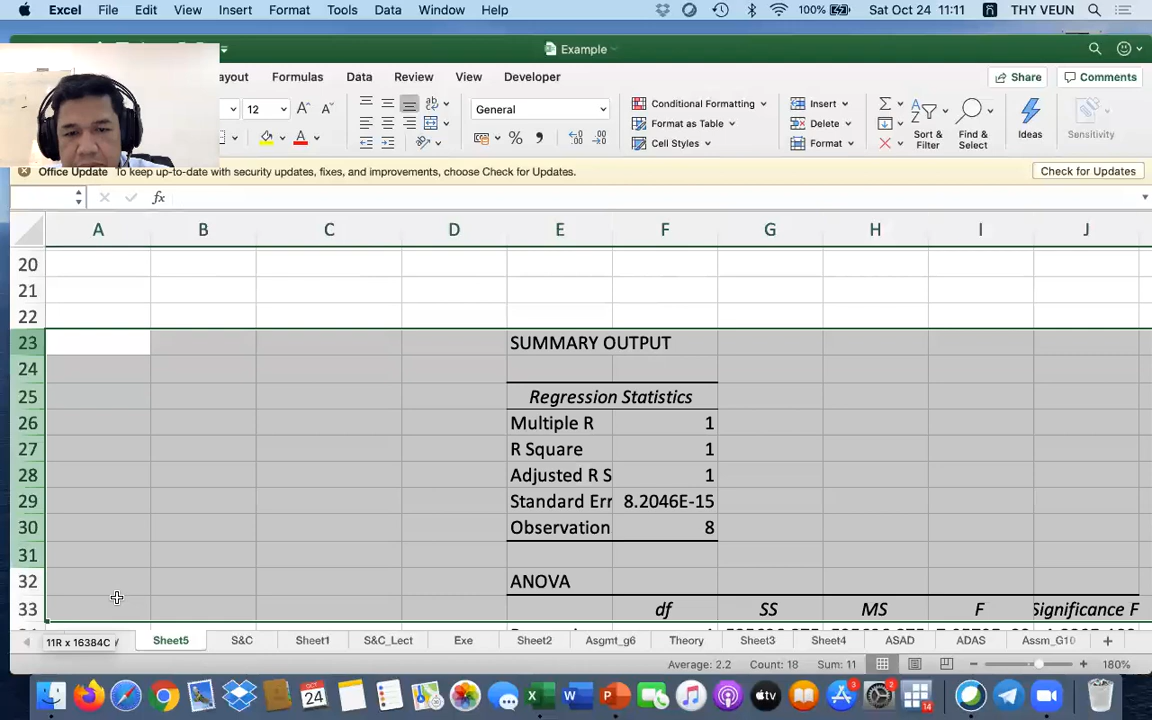 Excel File Edit View Insert Format Tools Data Window Help 100% Sat Oct 24 11:11 THY VEUN
Example
ayout Formulas Data Review View Developer Share Comments
12 General Conditional Formatting Format as Table Cell Styles Insert Delete Format Sort & Filter Find & Select Ideas Sensitivity
Office Update To keep up-to-date with security updates, fixes, and improvements, choose Check for Updates. Check for Updates
fx
A B C D E F G H I J
20
21
22
23 SUMMARY OUTPUT
24
25 Regression Statistics
26 Multiple R 1
27 R Square 1
28 Adjusted R S 1
29 Standard Err 8.2046E-15
30 Observation 8
31
32 ANOVA
33 df SS MS F Significance F
11R x 16384C Sheet5 S&C Sheet1 S&C_Lect Exe Sheet2 Asgmt_g6 Theory Sheet3 Sheet4 ASAD ADAS Assm_G10
Average: 2.2 Count: 18 Sum: 11 180%
OCT 24 3 3 14